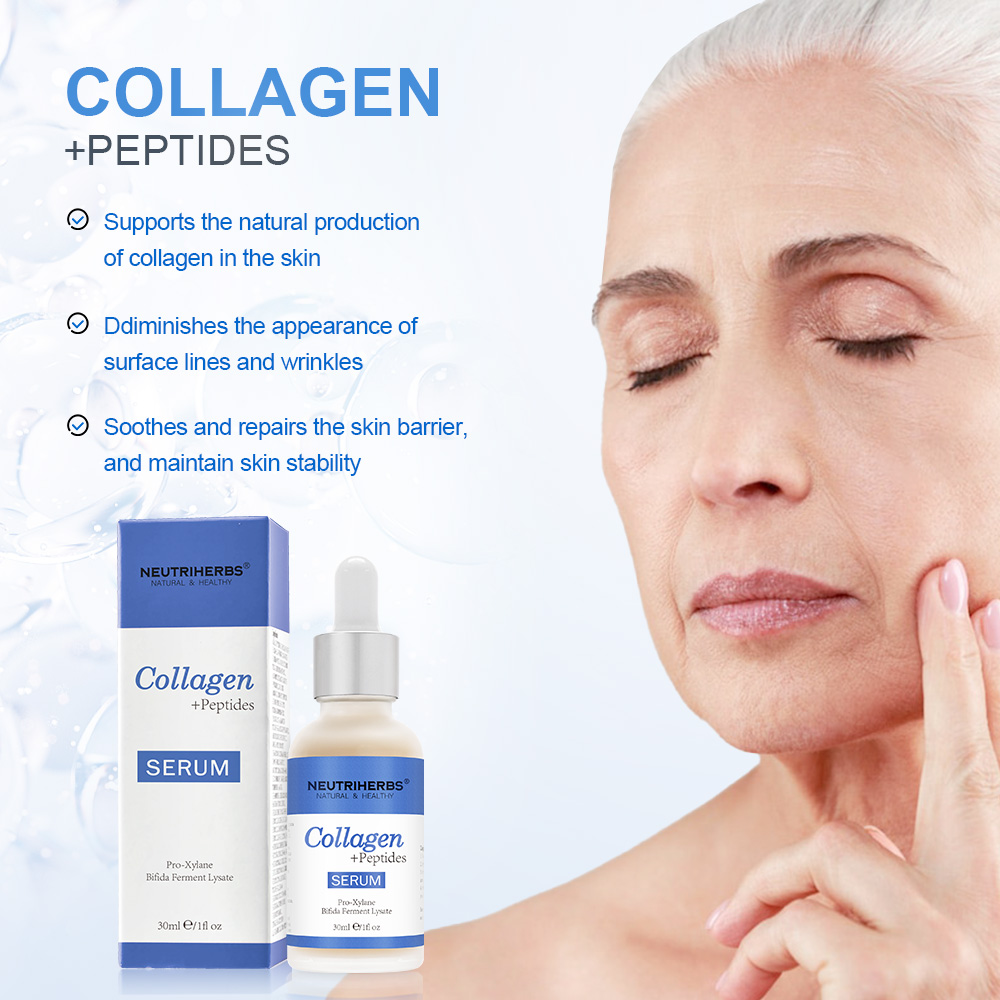 COLLAGEN
+PEPTIDES
Supports the natural production
of collagen in the skin
Ddiminishes the appearance of
surface lines and wrinkles
Soothes and repairs the skin barrier,
and maintain skin stability
NEUTRIHERBS®
NATURAL & HEALTHY
Collagen
+Peptides
SERUM
Pro-Xylane
Bifida Ferment Lysate
30ml ℮/1fl oz
NEUTRIHERBS®
NATURAL & HEALTHY
Collagen
+Peptides
SERUM
Pro-Xylane
Bifida Ferment Lysate
30ml ℮/1fl oz